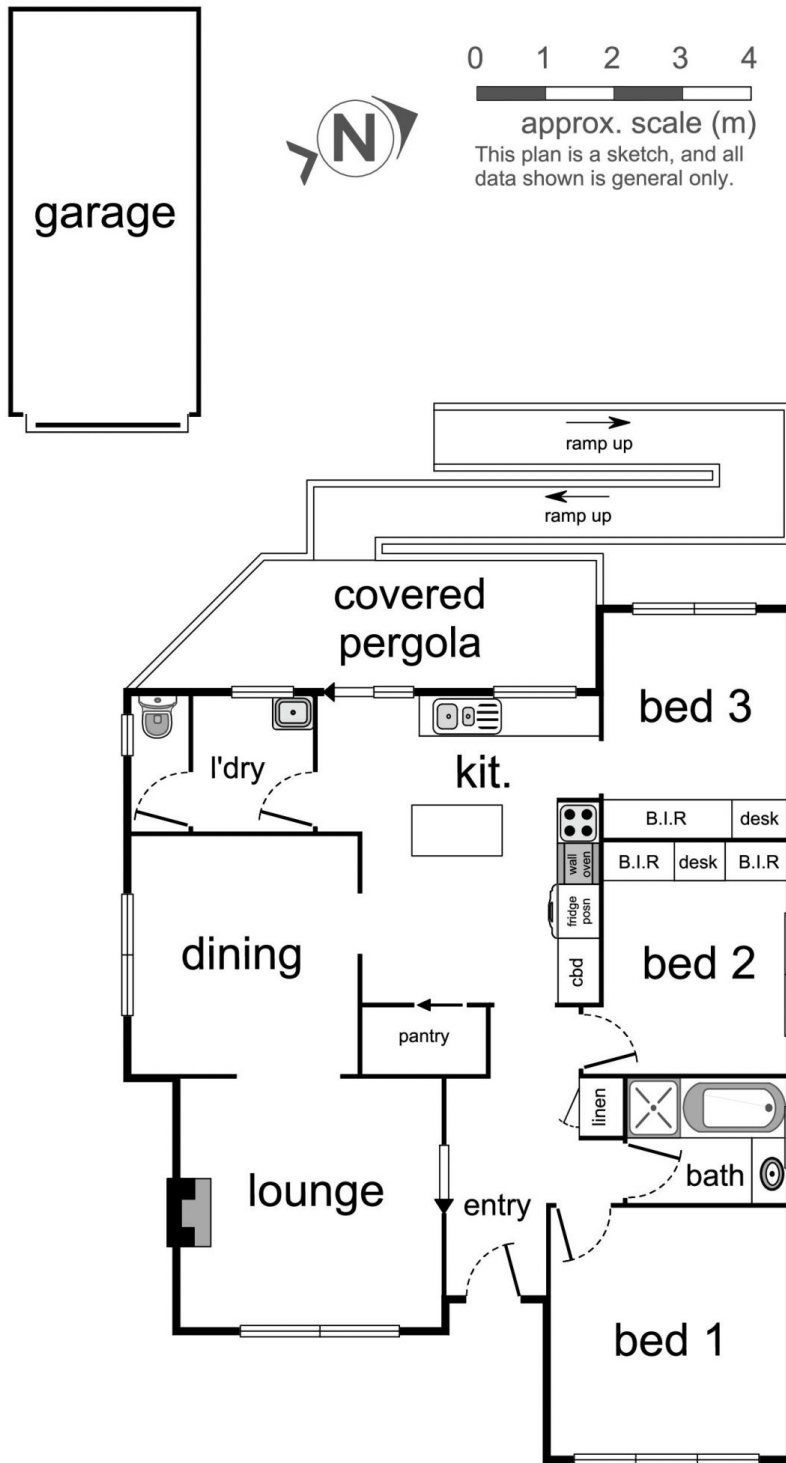 0 1 2 3 4
approx. scale (m)
This plan is a sketch, and all
data shown is general only.
N
garage
ramp up
ramp up
covered
pergola
bed 3
l'dry
kit.
B.I.R
desk
B.I.R
desk
B.I.R
wall
oven
fridge
posn
cbd
dining
bed 2
pantry
linen
bath
lounge
entry
bed 1